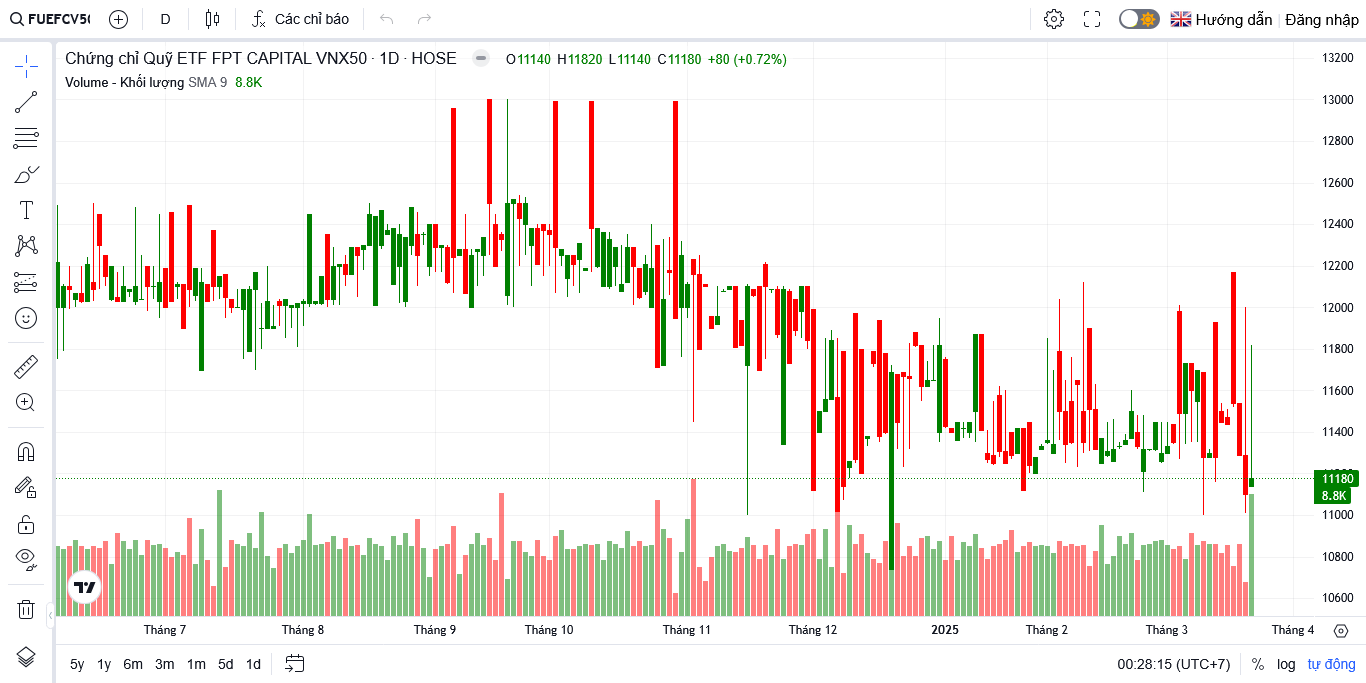 FUEFCV50 D Các chỉ báo Hướng dẫn Đăng nhập
Chứng chỉ Quỹ ETF FPT CAPITAL VNX50 · 1D · HOSE O11140 H11820 L11140 C11180 +80 (+0.72%)
Volume - Khối lượng SMA 9 8.8K
13200
13000
12800
12600
12400
12200
12000
11800
11600
11400
11180
8.8K
11000
10800
10600
Tháng 7 Tháng 8 Tháng 9 Tháng 10 Tháng 11 Tháng 12 2025 Tháng 2 Tháng 3 Tháng 4
5y 1y 6m 3m 1m 5d 1d 00:28:15 (UTC+7) % log tự động